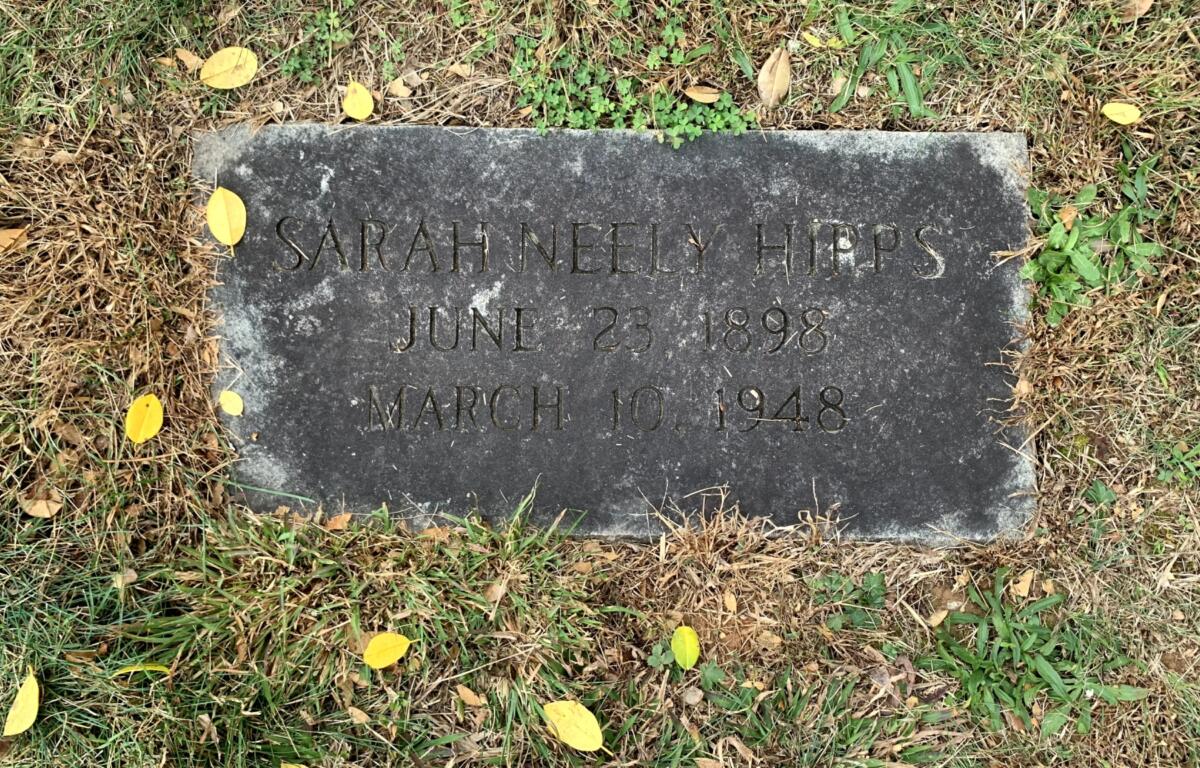 SARAH NEELY HIPPS
JUNE 23 1898
MARCH 10, 1948